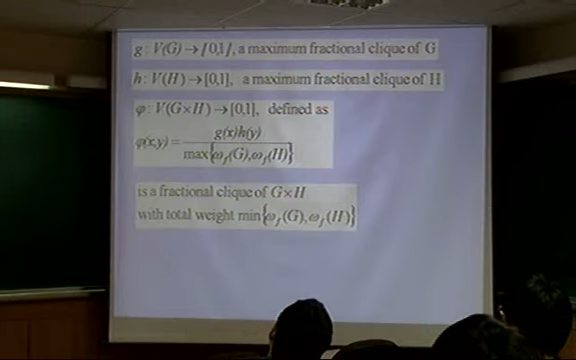 g : V(G) → [0,1], a maximum fractional clique of G
h : V(H) → [0,1], a maximum fractional clique of H
φ : V(G×H) → [0,1], defined as
φ(x,y) = g(x)h(y) / max{ω_f(G), ω_f(H)}
is a fractional clique of G×H
with total weight min{ω_f(G), ω_f(H)}